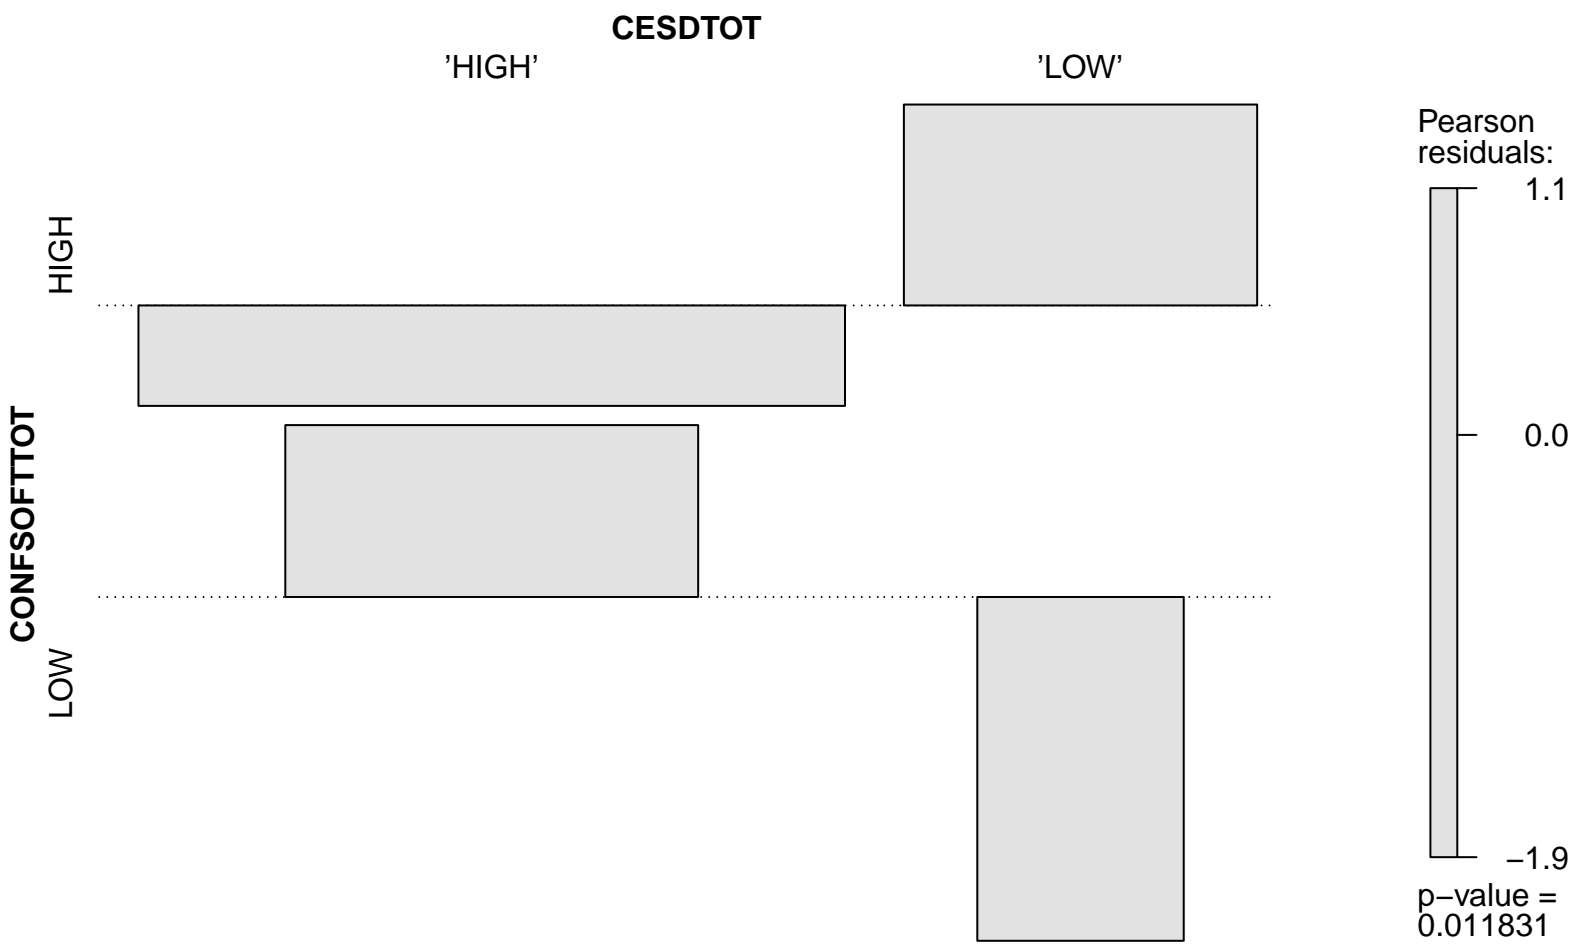 CESDTOT
’HIGH’
’LOW’
CONFSOFTTOT
HIGH
LOW
Pearson
residuals:
1.1
0.0
−1.9
p−value =
0.011831